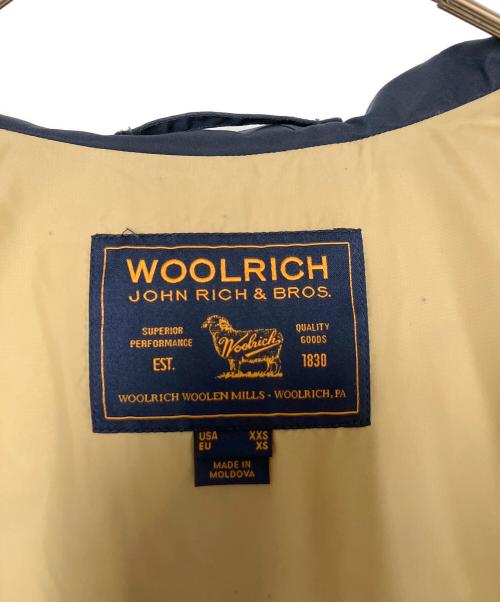 WOOLRICH
JOHN RICH & BROS.
SUPERIOR
PERFORMANCE
EST.
Woolrich
QUALITY
GOODS
1830
WOOLRICH WOOLEN MILLS - WOOLRICH, PA
USA XXS
EU XS
MADE IN
MOLDOVA